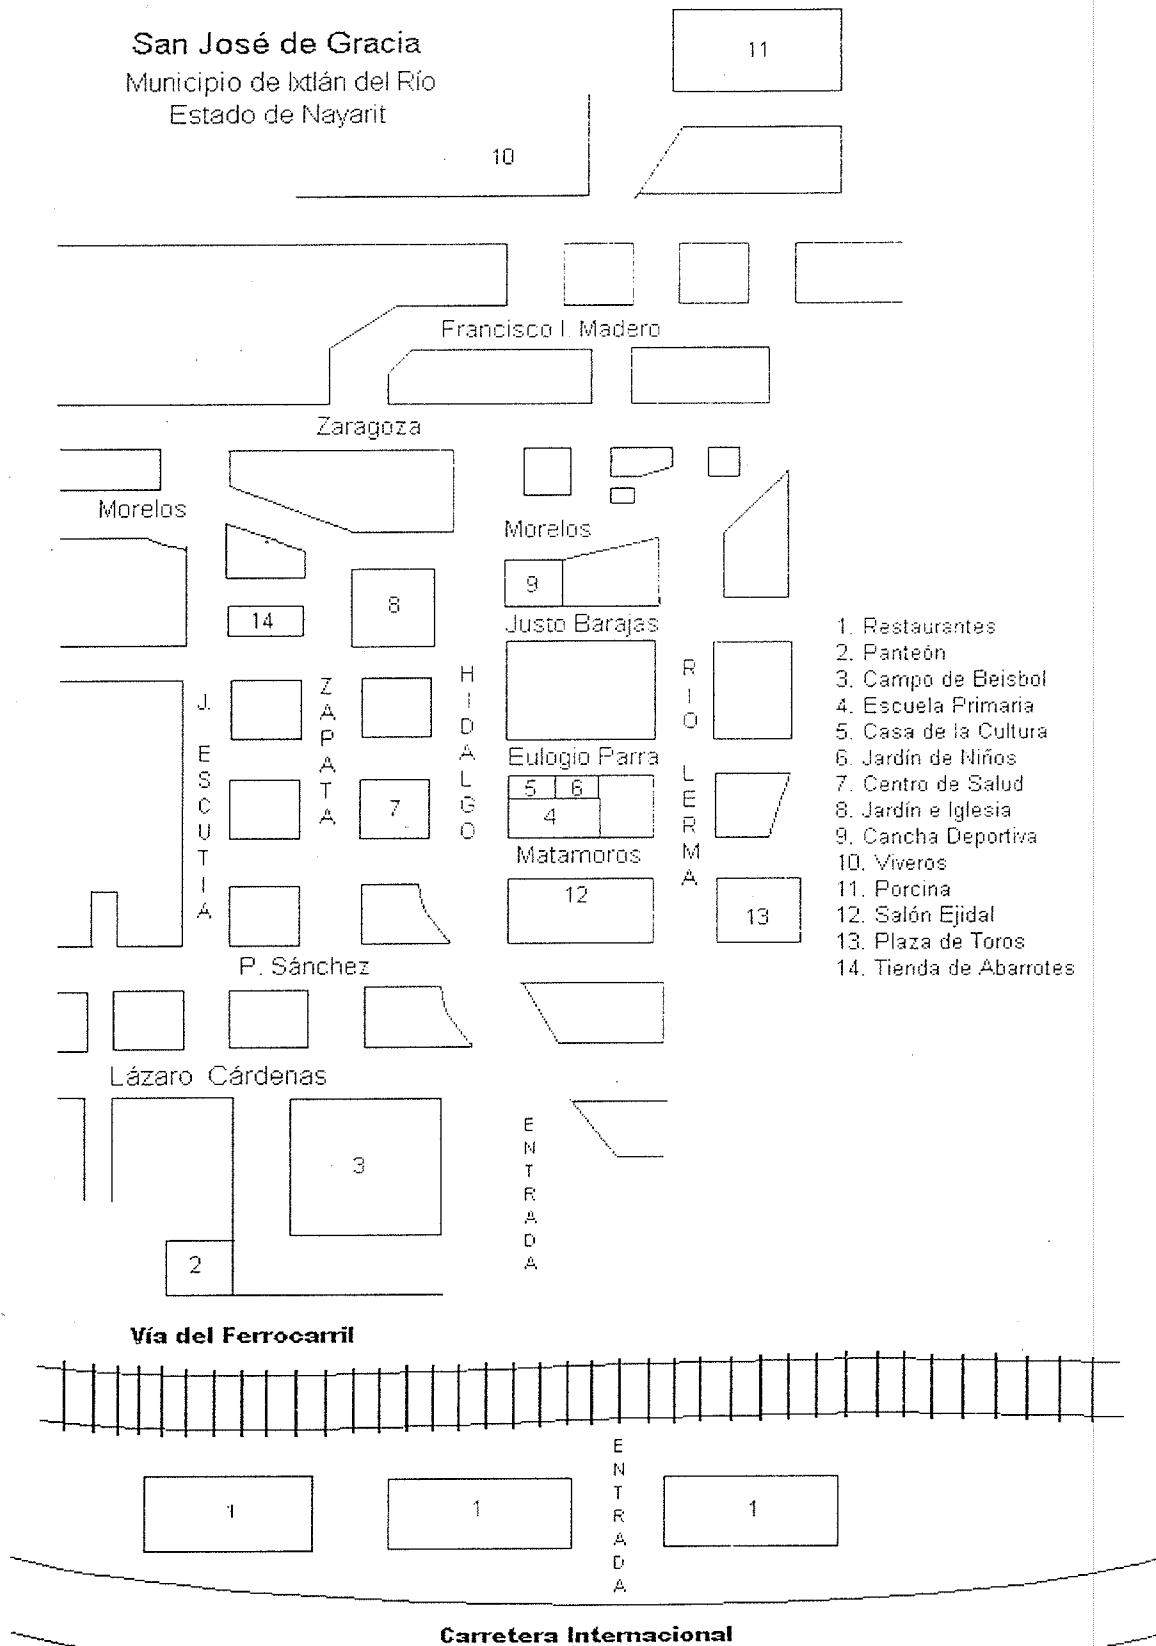 San José de Gracia
Municipio de Ixtlán del Río
Estado de Nayarit
11
10
Francisco I. Madero
Zaragoza
Morelos
Morelos
9
8
14
Justo Barajas
J. ESCUTIA
ZAPATA
HIDALGO
RIO LERMA
Eulogio Parra
5
6
7
4
Matamoros
12
13
P. Sánchez
Lázaro Cárdenas
3
2
ENTRADA
1. Restaurantes
2. Panteón
3. Campo de Beisbol
4. Escuela Primaria
5. Casa de la Cultura
6. Jardín de Niños
7. Centro de Salud
8. Jardín e Iglesia
9. Cancha Deportiva
10. Viveros
11. Porcina
12. Salón Ejidal
13. Plaza de Toros
14. Tienda de Abarrotes
Vía del Ferrocarril
ENTRADA
1
1
1
Carretera Internacional